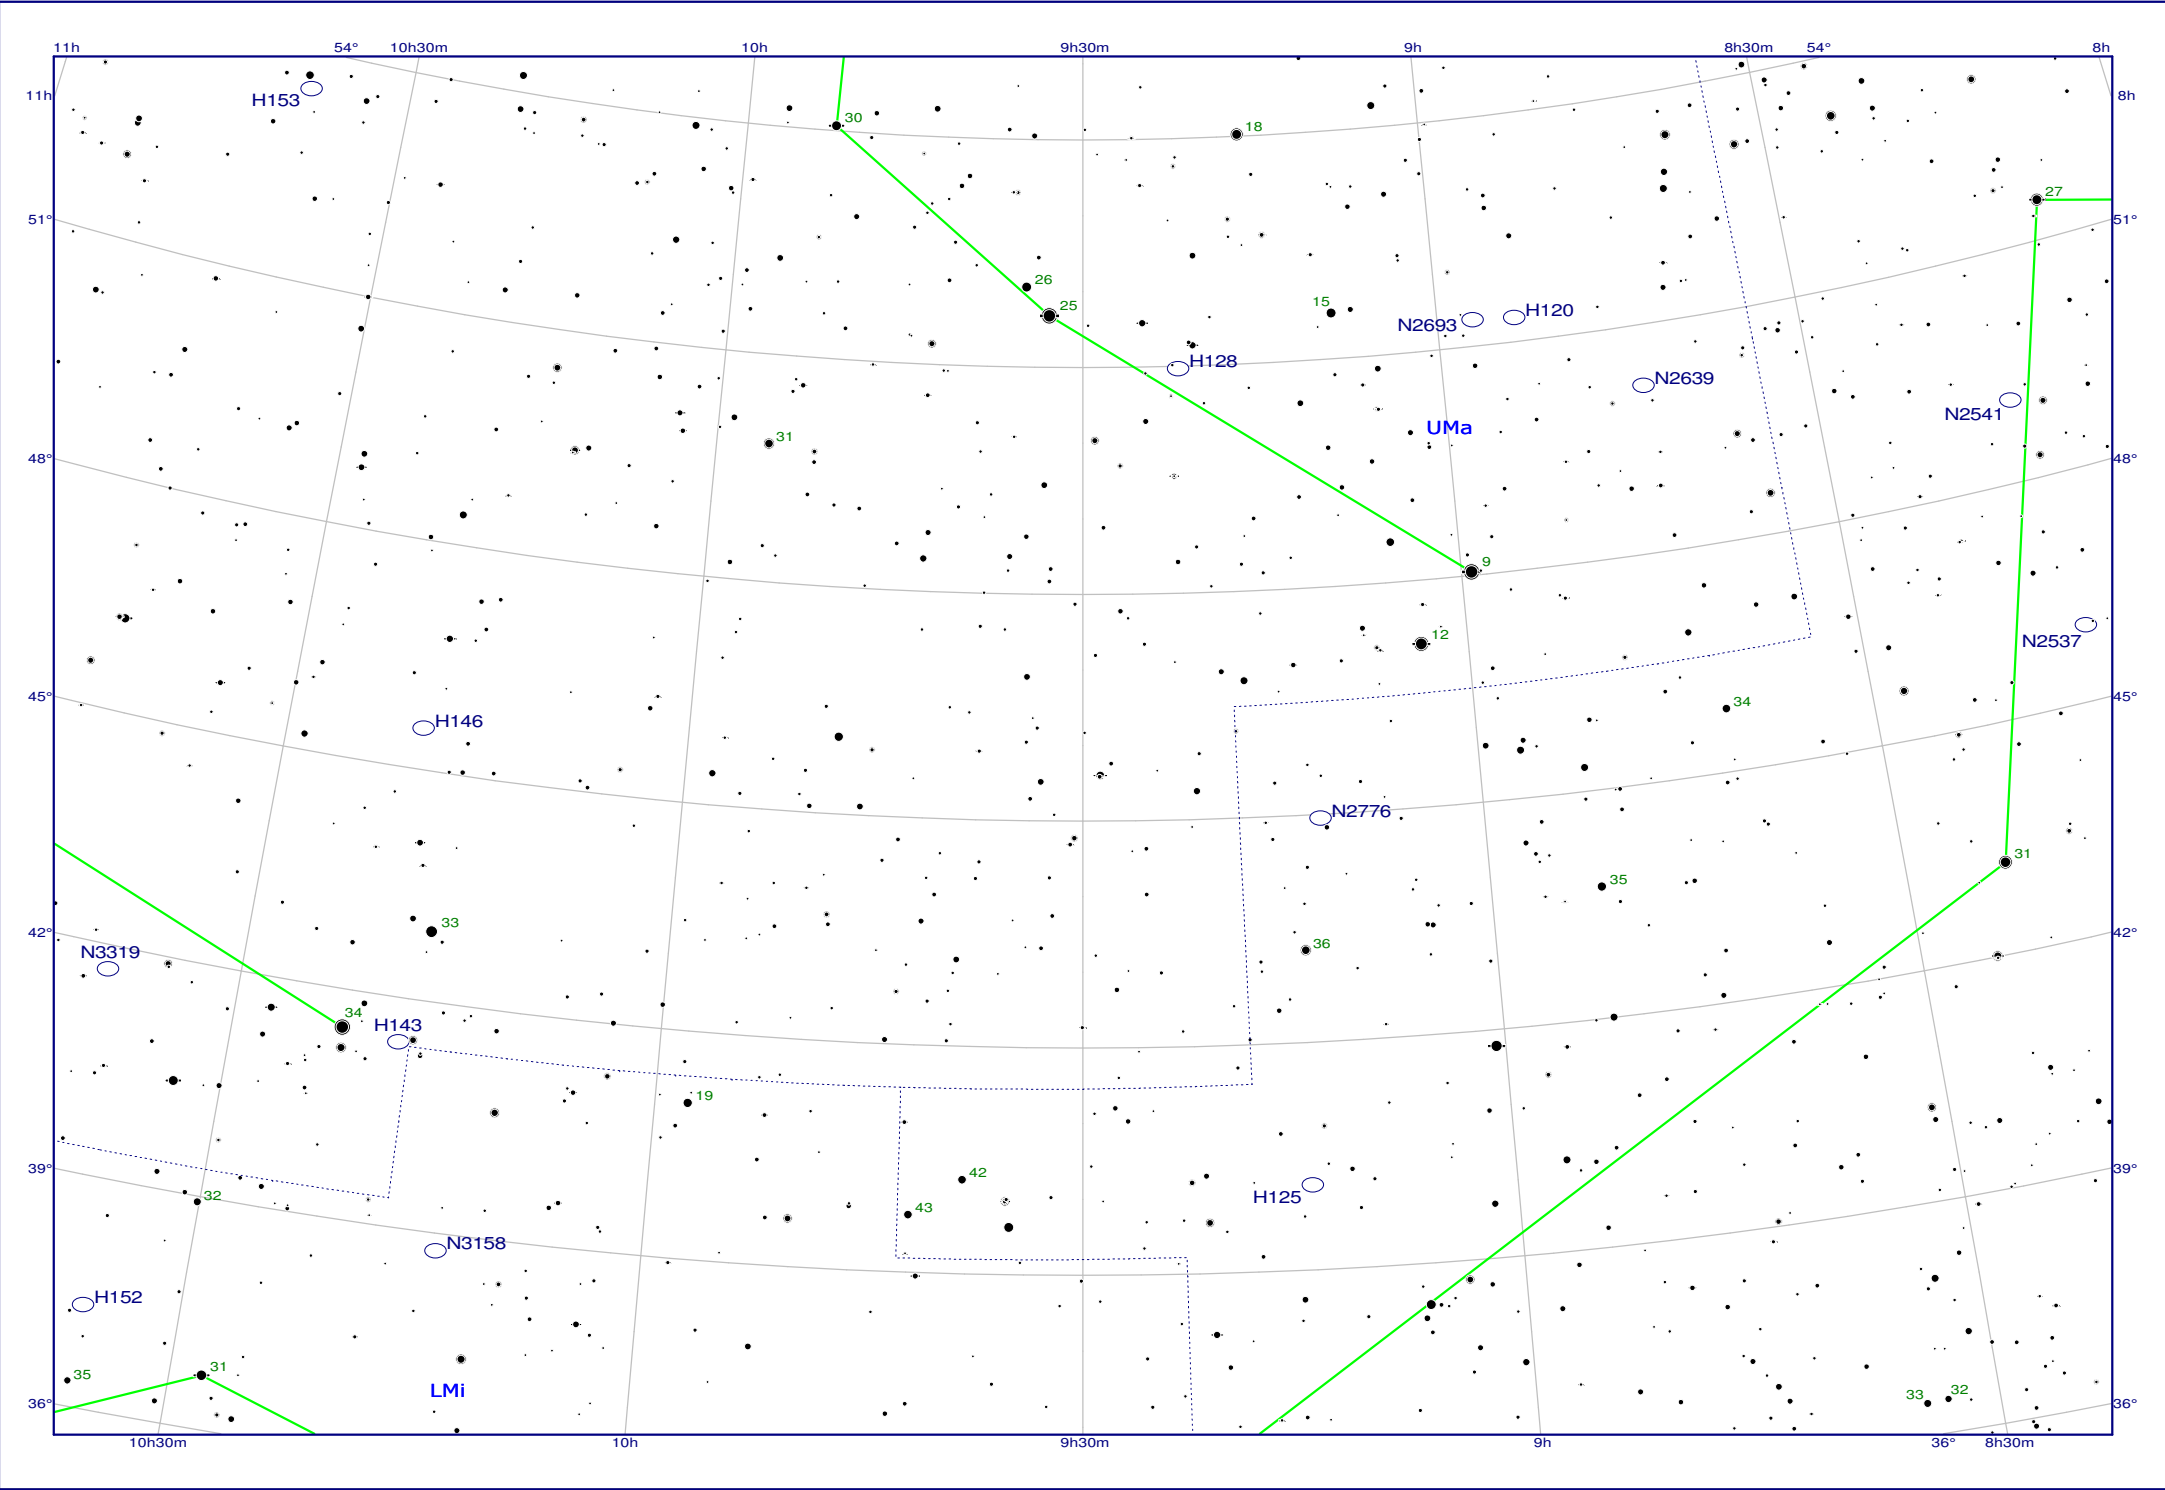 11h 54° 10h30m 10h 9h30m 9h 8h30m 54° 8h
11h 8h
H153
30 18
27
51° 51°
26
25 15 N2693 H120
H128 N2639
N2541
UMa
31
48° 48°
9
12 N2537
45° 45°
H146 34
N2776
31
35
33 36
42° 42°
N3319
34
H143
19
39° 39°
42
32 H125
43
N3158
H152
31
35
LMi
33 32
36° 36°
10h30m 10h 9h30m 9h 36° 8h30m